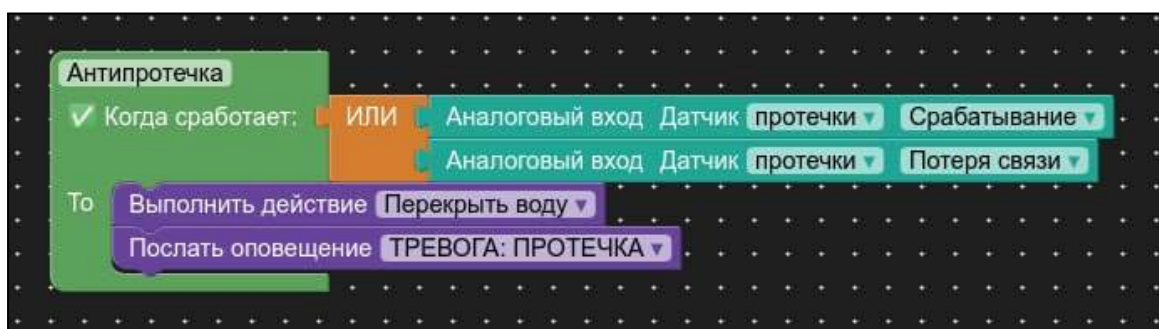 Антипротечка
Когда сработает: ИЛИ Аналоговый вход Датчик протечки Срабатывание
Аналоговый вход Датчик протечки Потеря связи
То Выполнить действие Перекрыть воду
Послать оповещение ТРЕВОГА: ПРОТЕЧКА